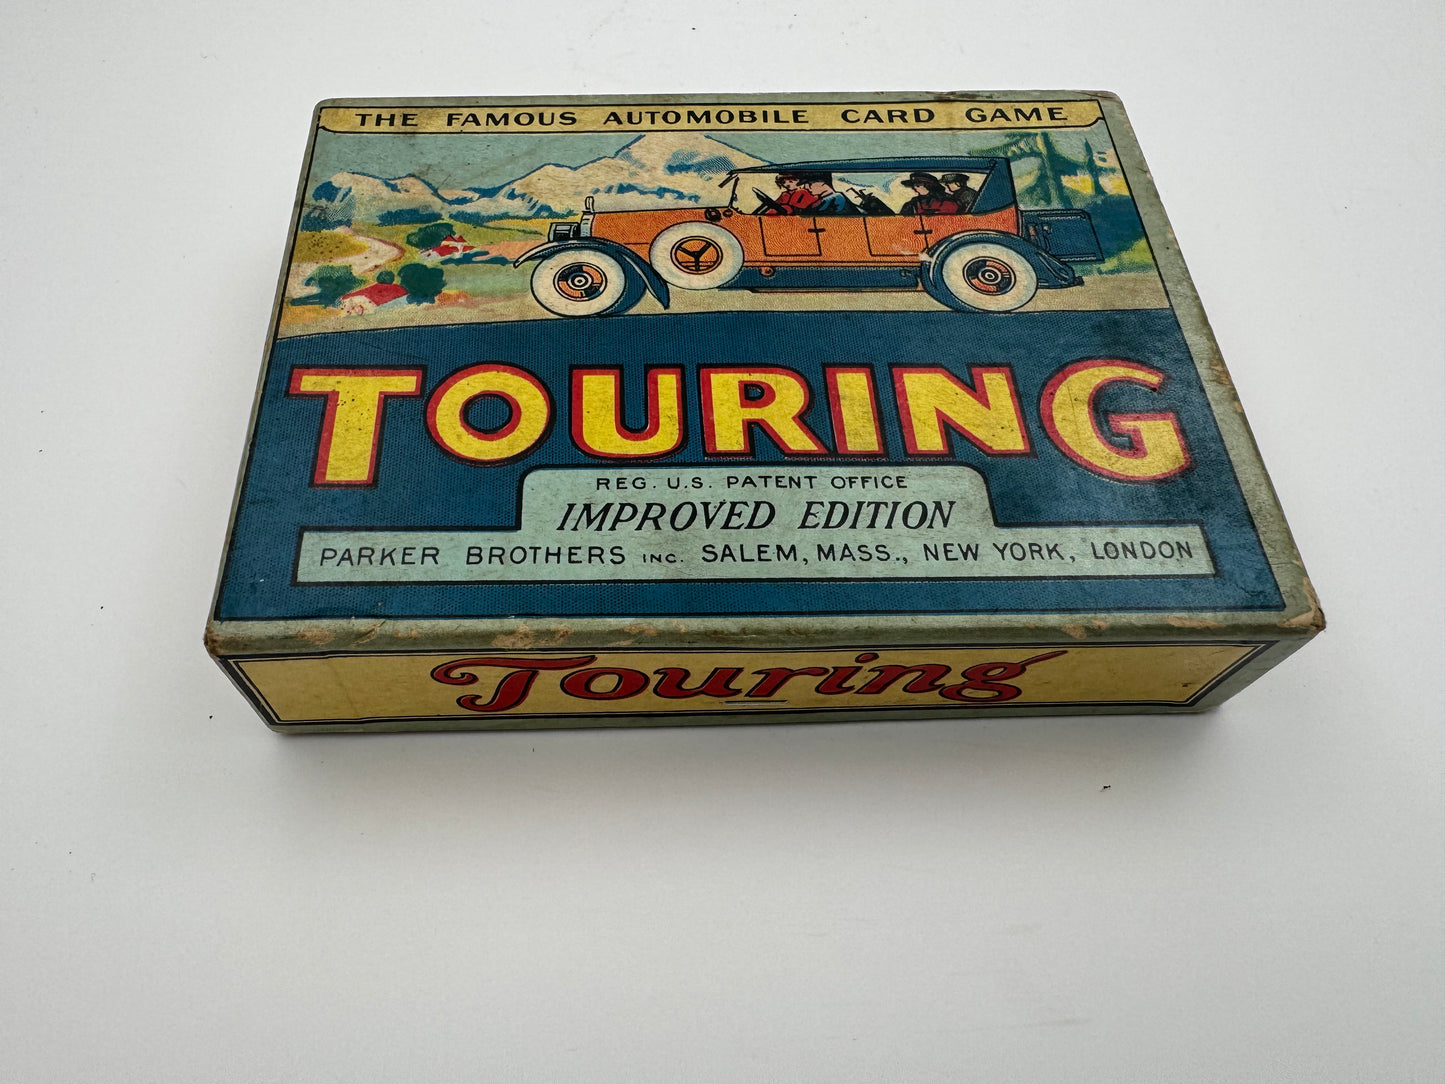 THE FAMOUS AUTOMOBILE CARD GAME
TOURING
REG. U.S. PATENT OFFICE
IMPROVED EDITION
PARKER BROTHERS INC. SALEM, MASS., NEW YORK, LONDON
Touring